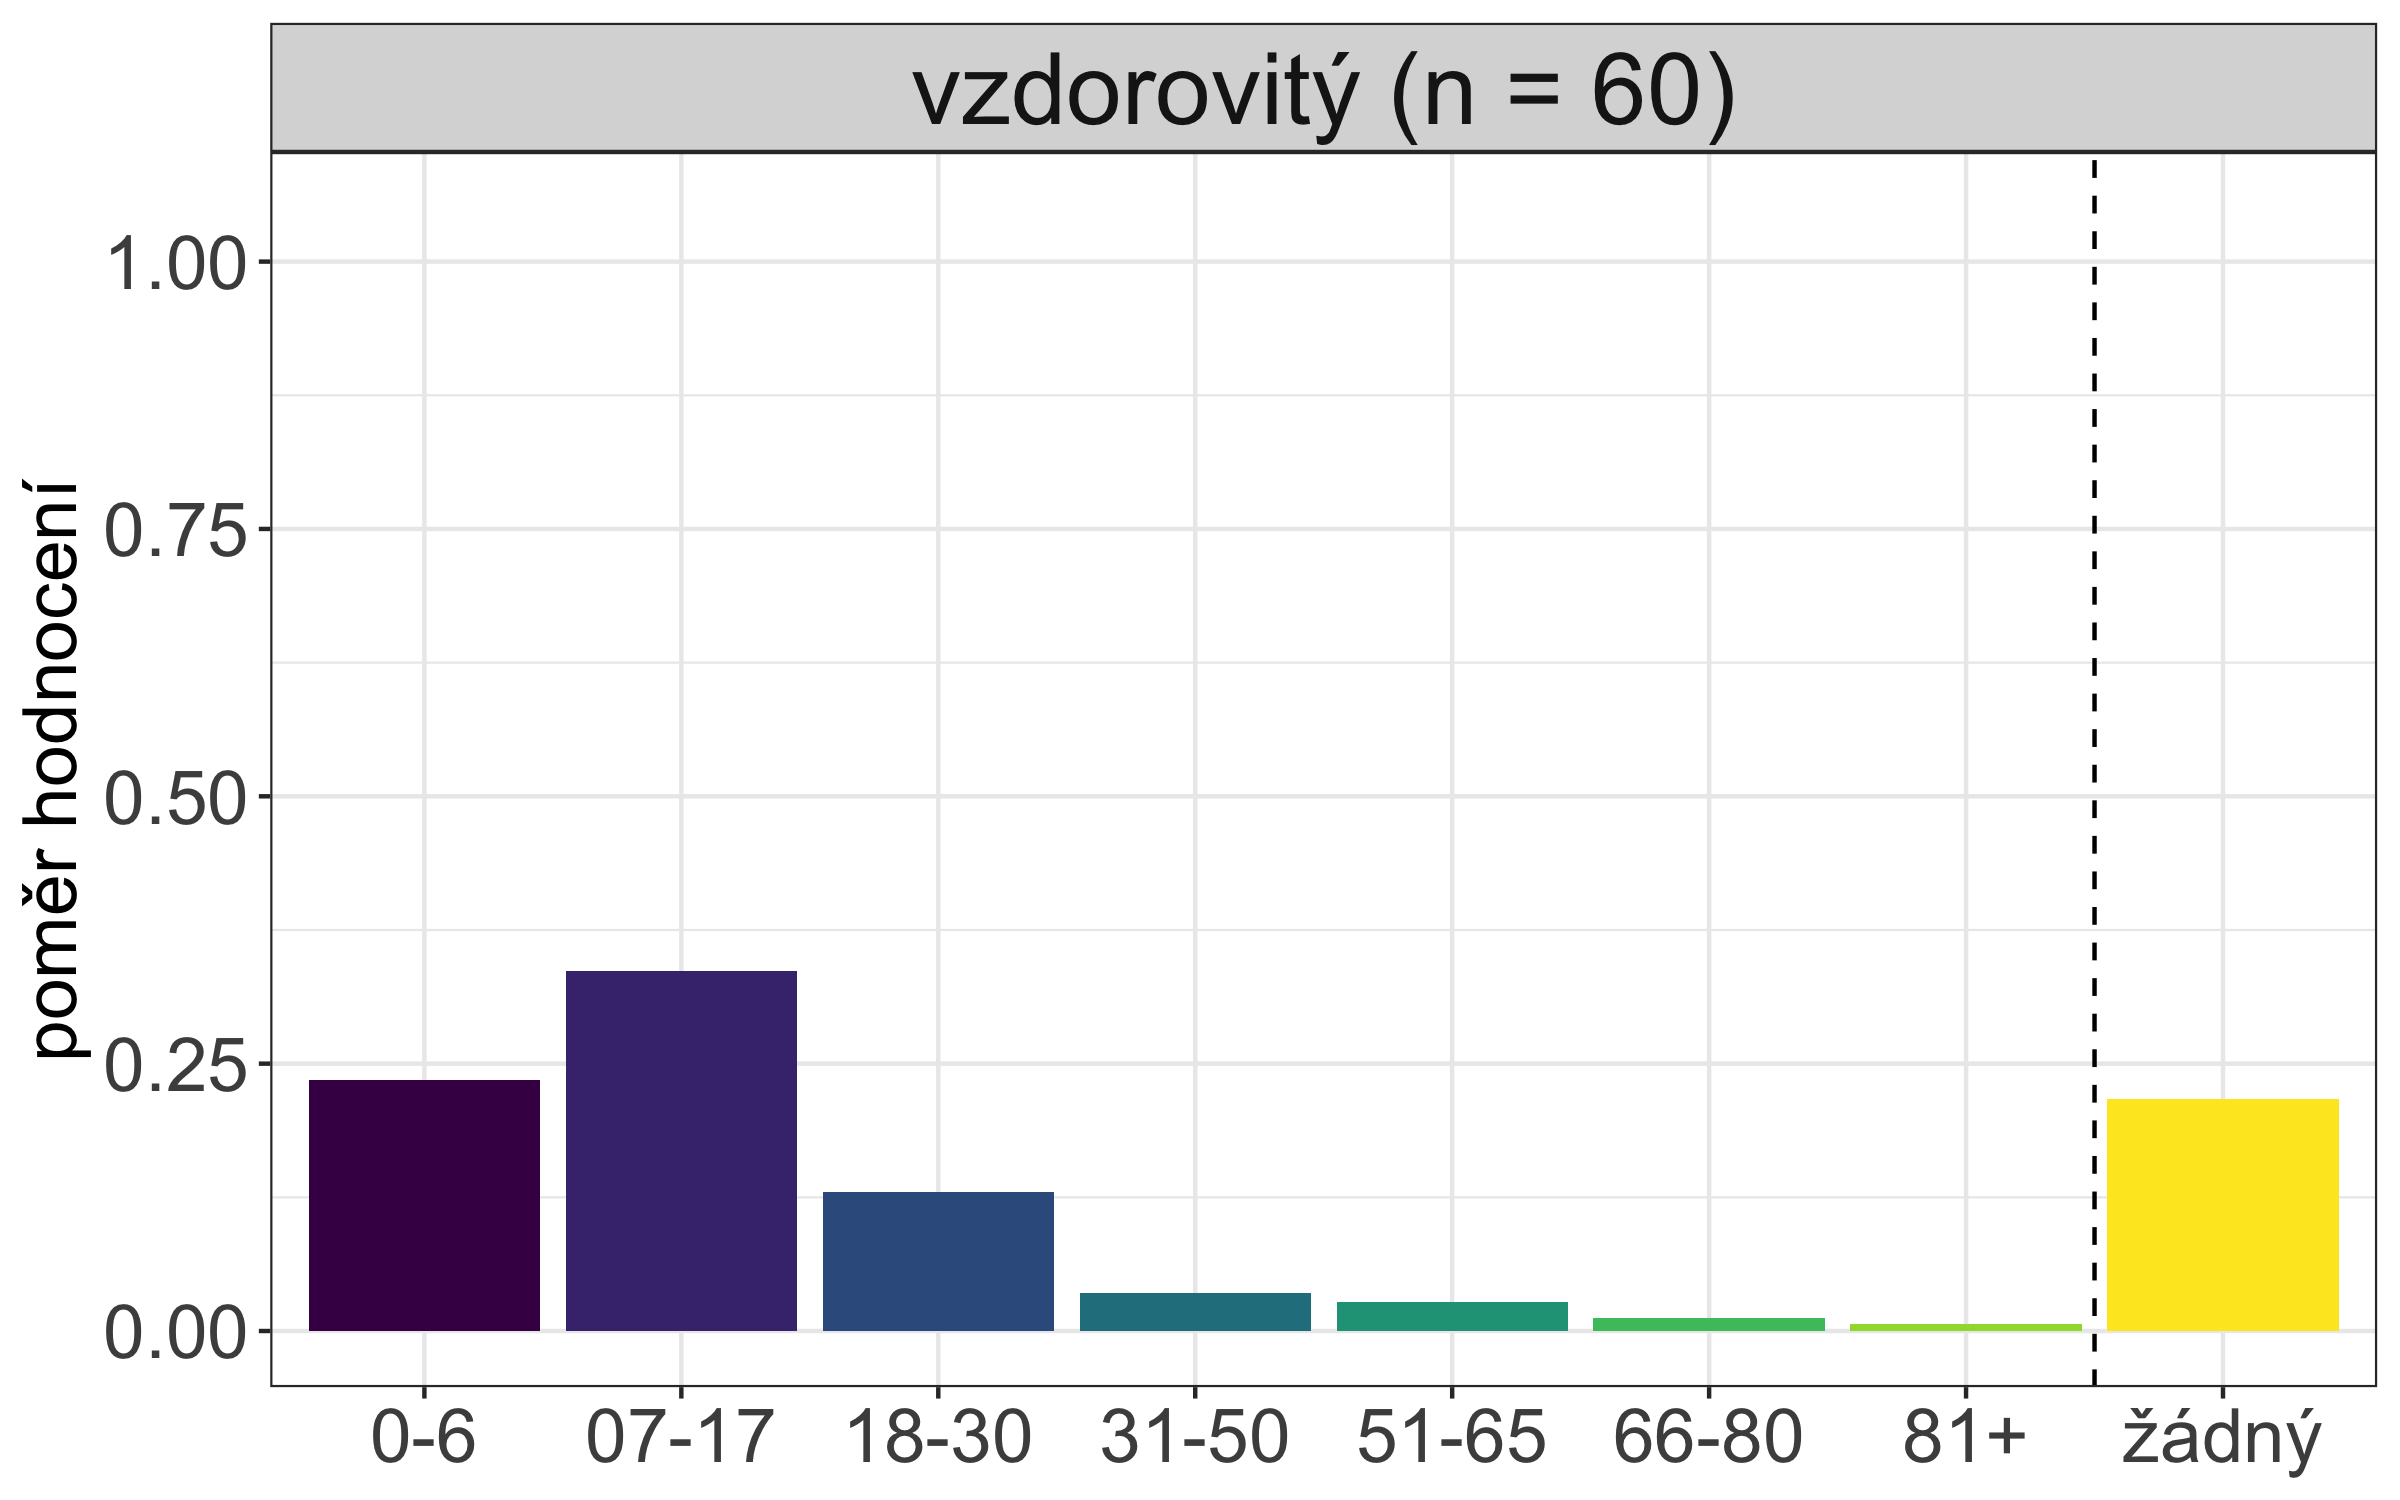 vzdorovitý (n = 60)
poměr hodnocení
1.00
0.75
0.50
0.25
0.00
0-6 07-17 18-30 31-50 51-65 66-80 81+ žádný